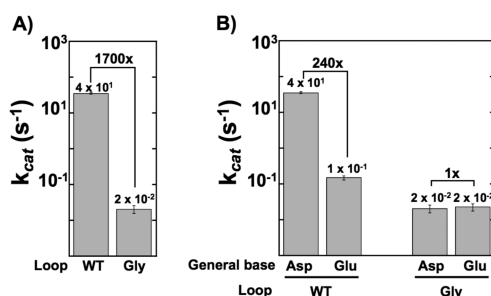 A)
10³
10¹
10⁻¹
k_cat (s⁻¹)
1700x
4 x 10¹
2 x 10⁻²
Loop WT Gly
B)
10³
10¹
10⁻¹
k_cat (s⁻¹)
240x
4 x 10¹
1 x 10⁻¹
1x
2 x 10⁻² 2 x 10⁻²
General base Asp Glu Asp Glu
Loop WT Gly